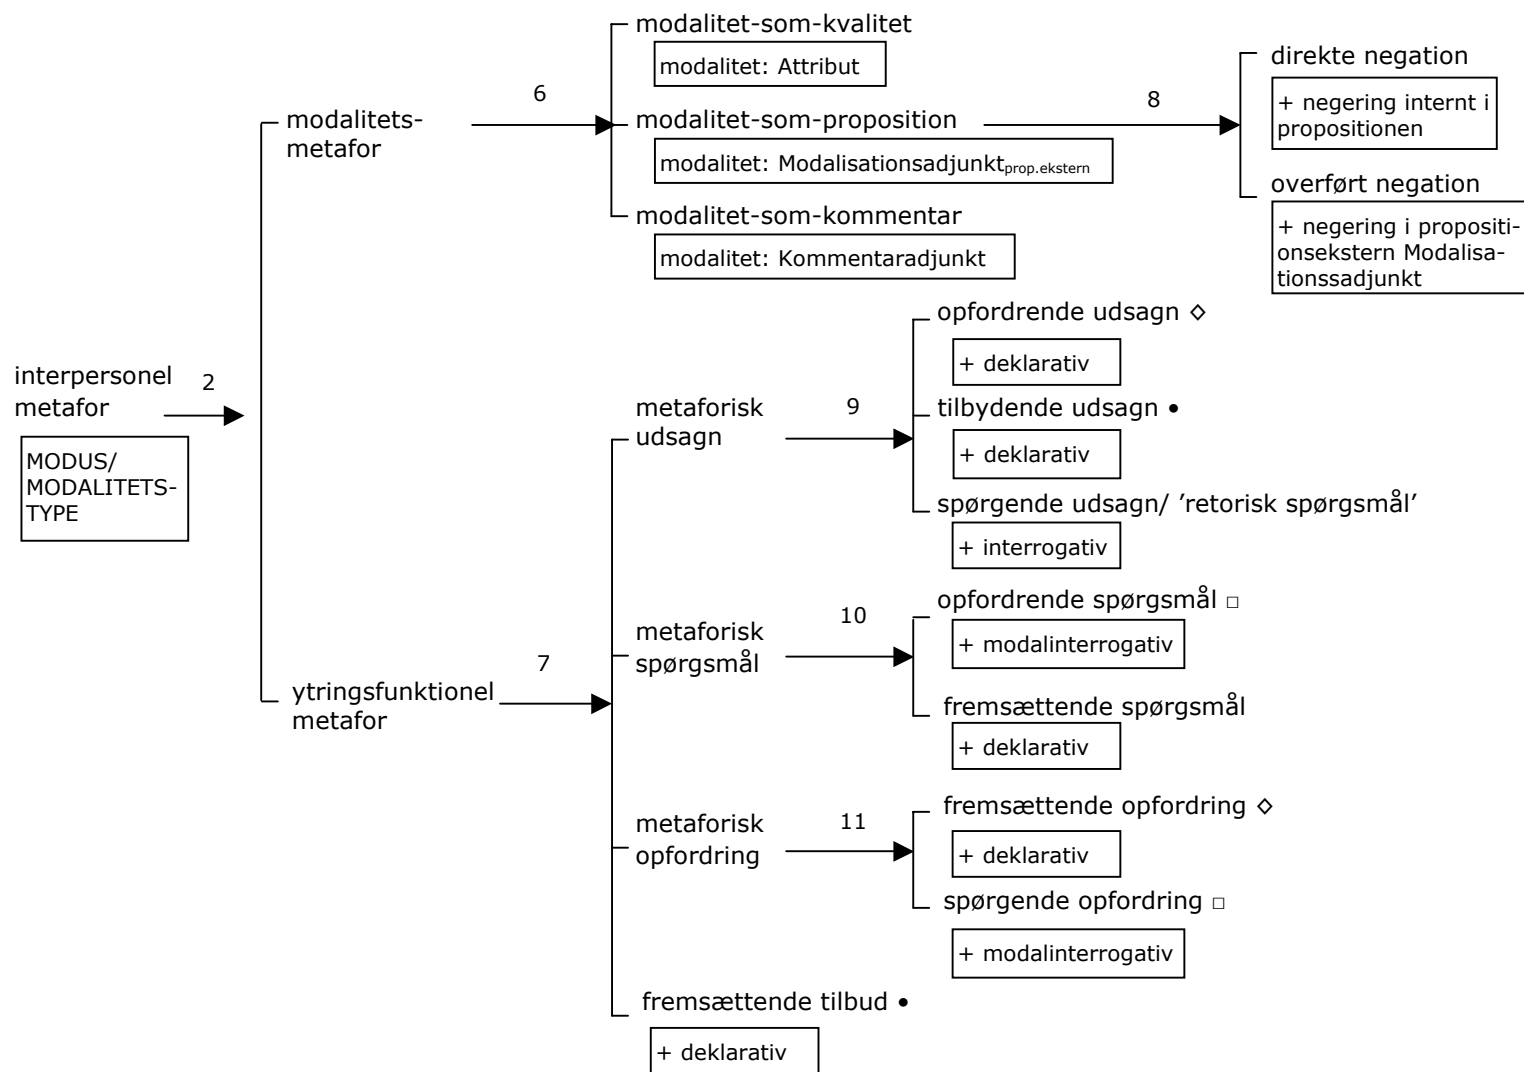 modalitet-som-kvalitet
modalitet: Attribut
6
modalitets-
metafor
modalitet-som-proposition
modalitet: Modalisationsadjunktprop.ekstern
modalitet-som-kommentar
modalitet: Kommentaradjunkt
8
direkte negation
+ negering internt i
propositionen
overført negation
+ negering i propositi-
onsekstern Modalisa-
tionssadjunkt
interpersonel
metafor
2
MODUS/
MODALITETS-
TYPE
ytringsfunktionel
metafor
7
metaforisk
udsagn
9
opfordrende udsagn ◇
+ deklarativ
tilbydende udsagn •
+ deklarativ
spørgende udsagn/ ’retorisk spørgsmål’
+ interrogativ
metaforisk
spørgsmål
10
opfordrende spørgsmål □
+ modalinterrogativ
fremsættende spørgsmål
+ deklarativ
metaforisk
opfordring
11
fremsættende opfordring ◇
+ deklarativ
spørgende opfordring □
+ modalinterrogativ
fremsættende tilbud •
+ deklarativ